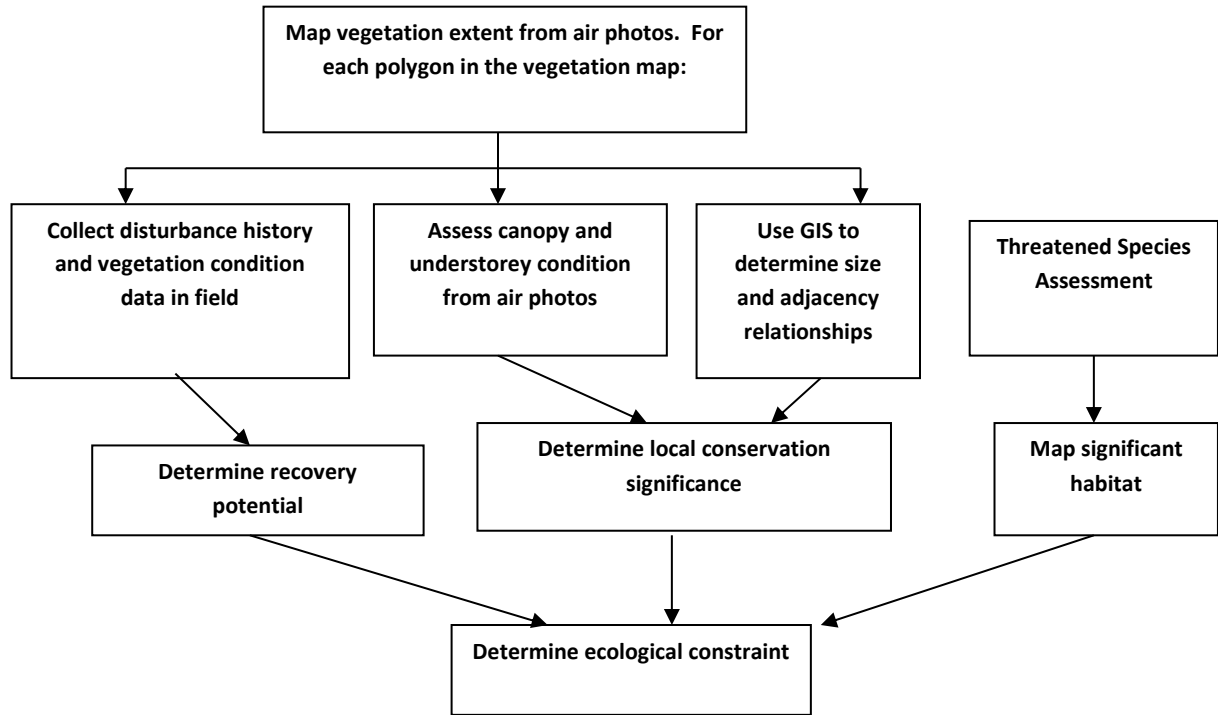 Map vegetation extent from air photos.  For
each polygon in the vegetation map:
Collect disturbance history
and vegetation condition
data in field
Assess canopy and
understorey condition
from air photos
Use GIS to
determine size
and adjacency
relationships
Threatened Species
Assessment
Determine recovery
potential
Determine local conservation
significance
Map significant
habitat
Determine ecological constraint